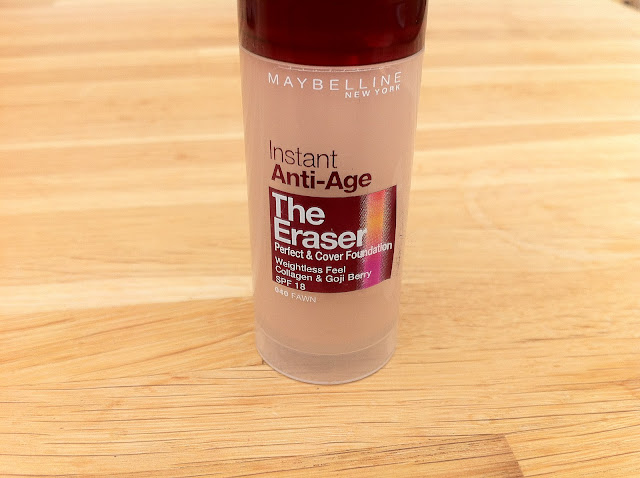 MAYBELLINE
NEW YORK
Instant
Anti-Age
The
Eraser
Perfect & Cover Foundation
Weightless Feel
Collagen & Goji Berry
SPF 18
040 FAWN